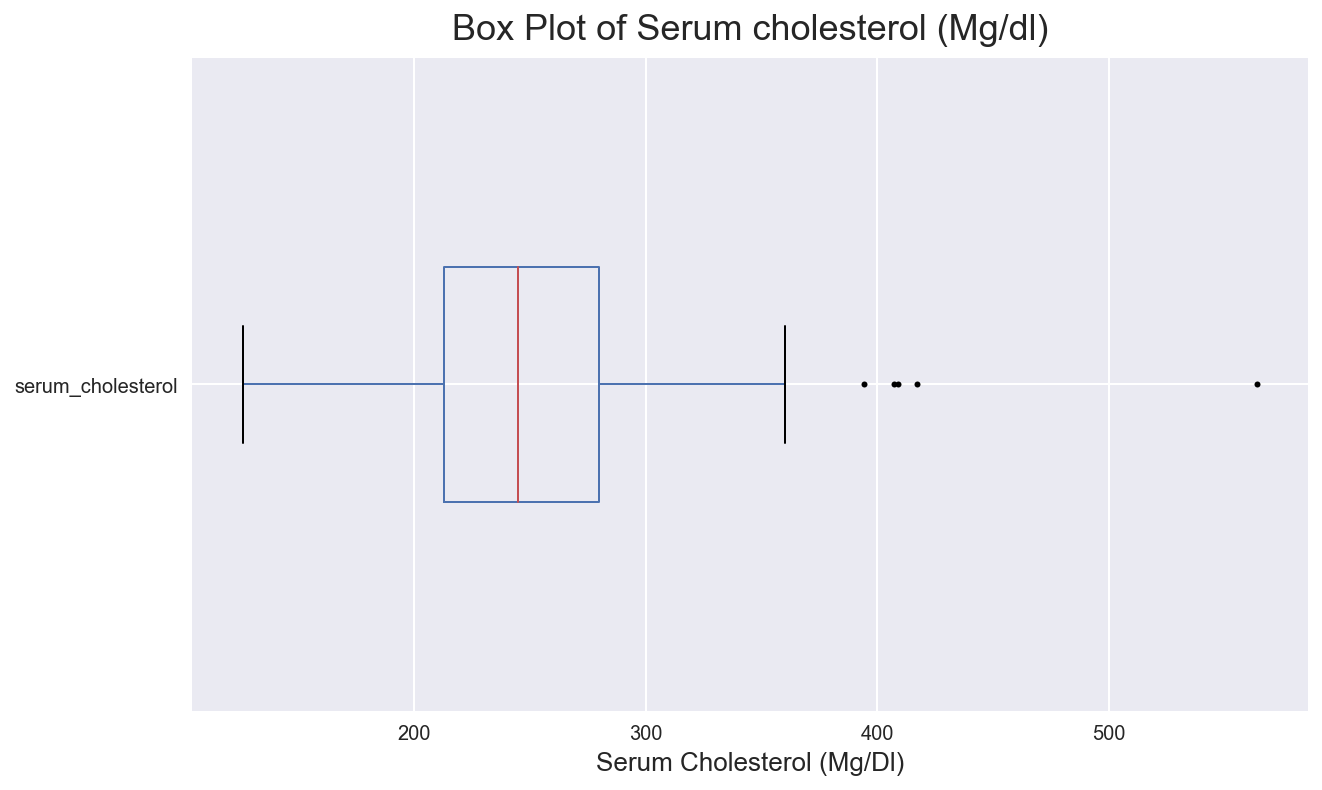 Box Plot of Serum cholesterol (Mg/dl)
serum_cholesterol
200 300 400 500
Serum Cholesterol (Mg/Dl)